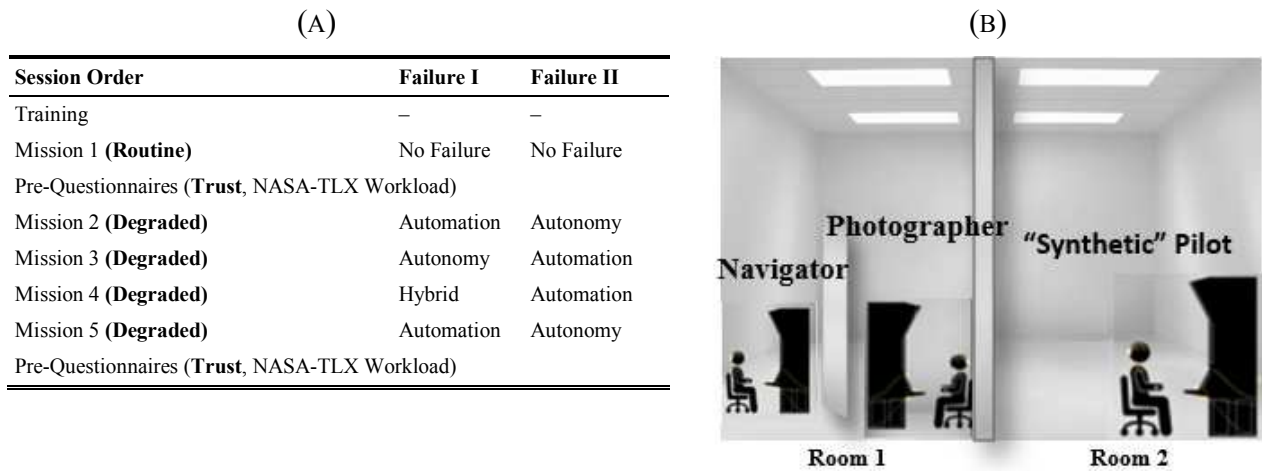 (A)
Session Order Failure I Failure II
Training – –
Mission 1 (Routine) No Failure No Failure
Pre-Questionnaires (Trust, NASA-TLX Workload)
Mission 2 (Degraded) Automation Autonomy
Mission 3 (Degraded) Autonomy Automation
Mission 4 (Degraded) Hybrid Automation
Mission 5 (Degraded) Automation Autonomy
Pre-Questionnaires (Trust, NASA-TLX Workload)
(B)
Photographer
“Synthetic” Pilot
Navigator
Room 1
Room 2